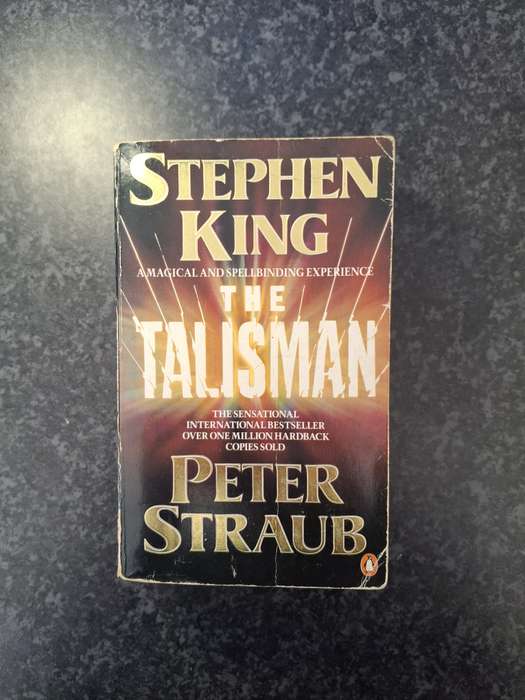 STEPHEN
KING
A MAGICAL AND SPELLBINDING EXPERIENCE
THE
TALISMAN
THE SENSATIONAL
INTERNATIONAL BESTSELLER
OVER ONE MILLION HARDBACK
COPIES SOLD
PETER
STRAUB